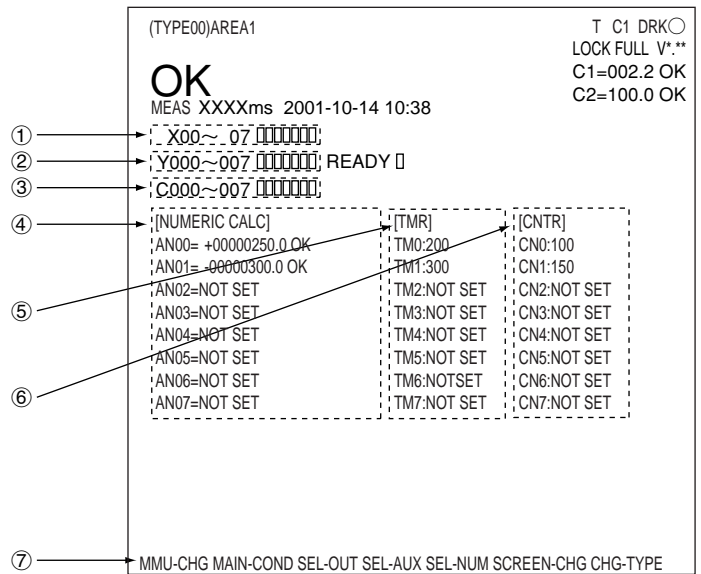 (TYPE00)AREA1
T C1 DRK○
LOCK FULL V*.**
C1=002.2 OK
C2=100.0 OK
OK
MEAS XXXXms 2001-10-14 10:38
① X00～ 07 ▯▯▯▯▯▯▯▯
② Y000～007 ▯▯▯▯▯▯▯▯ READY ▯
③ C000～007 ▯▯▯▯▯▯▯▯
④ [NUMERIC CALC] [TMR] [CNTR]
AN00= +00000250.0 OK TM0:200 CN0:100
AN01= -00000300.0 OK TM1:300 CN1:150
⑤ AN02=NOT SET TM2:NOT SET CN2:NOT SET
AN03=NOT SET TM3:NOT SET CN3:NOT SET
AN04=NOT SET TM4:NOT SET CN4:NOT SET
AN05=NOT SET TM5:NOT SET CN5:NOT SET
⑥ AN06=NOT SET TM6:NOTSET CN6:NOT SET
AN07=NOT SET TM7:NOT SET CN7:NOT SET
⑦ MMU-CHG MAIN-COND SEL-OUT SEL-AUX SEL-NUM SCREEN-CHG CHG-TYPE